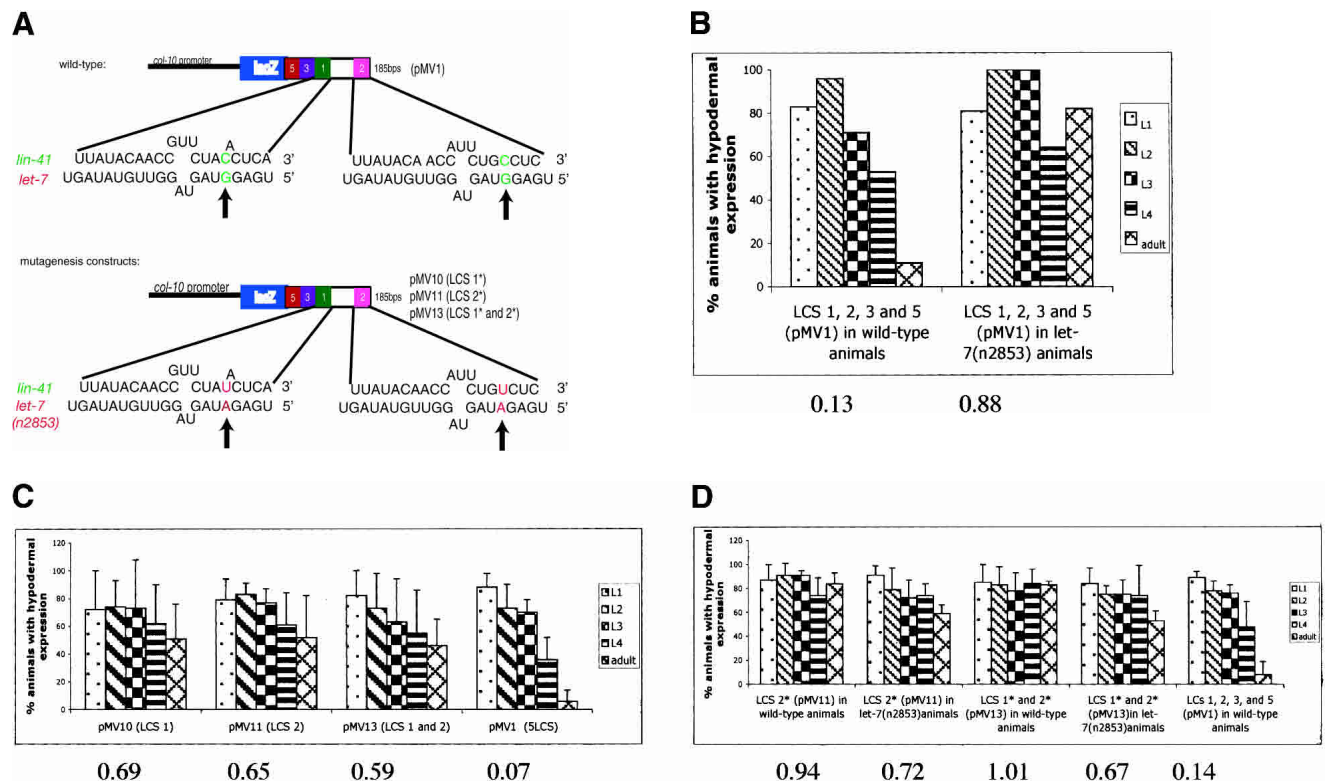 A
wild-type:
col-10 promoter
lacZ
5 3 1 2
185bps
(pMV1)
GUU A
lin-41 UUAUACAACC CUACCUCA 3’
let-7 UGAUAUGUUGG GAUGGAGU 5’
AU
AUU
UUAUACA ACC CUGCCUC 3’
UGAUAUGUUGG GAUGGAGU 5’
AU
mutagenesis constructs:
col-10 promoter
lacZ
5 3 1 2
185bps
pMV10 (LCS 1*)
pMV11 (LCS 2*)
pMV13 (LCS 1* and 2*)
GUU A
lin-41 UUAUACAACC CUAUCUCA 3’
let-7 UGAUAUGUUGG GAUAGAGU 5’
(n2853)
AU
AUU
UUAUACAACC CUGUCUC 3’
UGAUAUGUUGG GAUAGAGU 5’
AU
B
% animals with hypodermal
expression
100
80
60
40
20
0
L1
L2
L3
L4
adult
LCS 1, 2, 3 and 5
(pMV1) in wild-type
animals
LCS 1, 2, 3 and 5
(pMV1) in let-
7(n2853) animals
0.13 0.88
C
% animals with hypodermal
expression
120
100
80
60
40
20
0
L1
L2
L3
L4
adult
pMV10 (LCS 1) pMV11 (LCS 2) pMV13 (LCS 1 and 2) pMV1 (5LCS)
0.69 0.65 0.59 0.07
D
% animals with hypodermal
expression
120
100
80
60
40
20
0
L1
L2
L3
L4
adult
LCS 2* (pMV11) in
wild-type animals
LCS 2* (pMV11) in
let-7(n2853)animals
LCS 1* and 2*
(pMV13) in wild-type
animals
LCS 1* and 2*
(pMV13)in let-
7(n2853)animals
LCs 1, 2, 3, and 5
(pMV1) in wild-type
animals
0.94 0.72 1.01 0.67 0.14